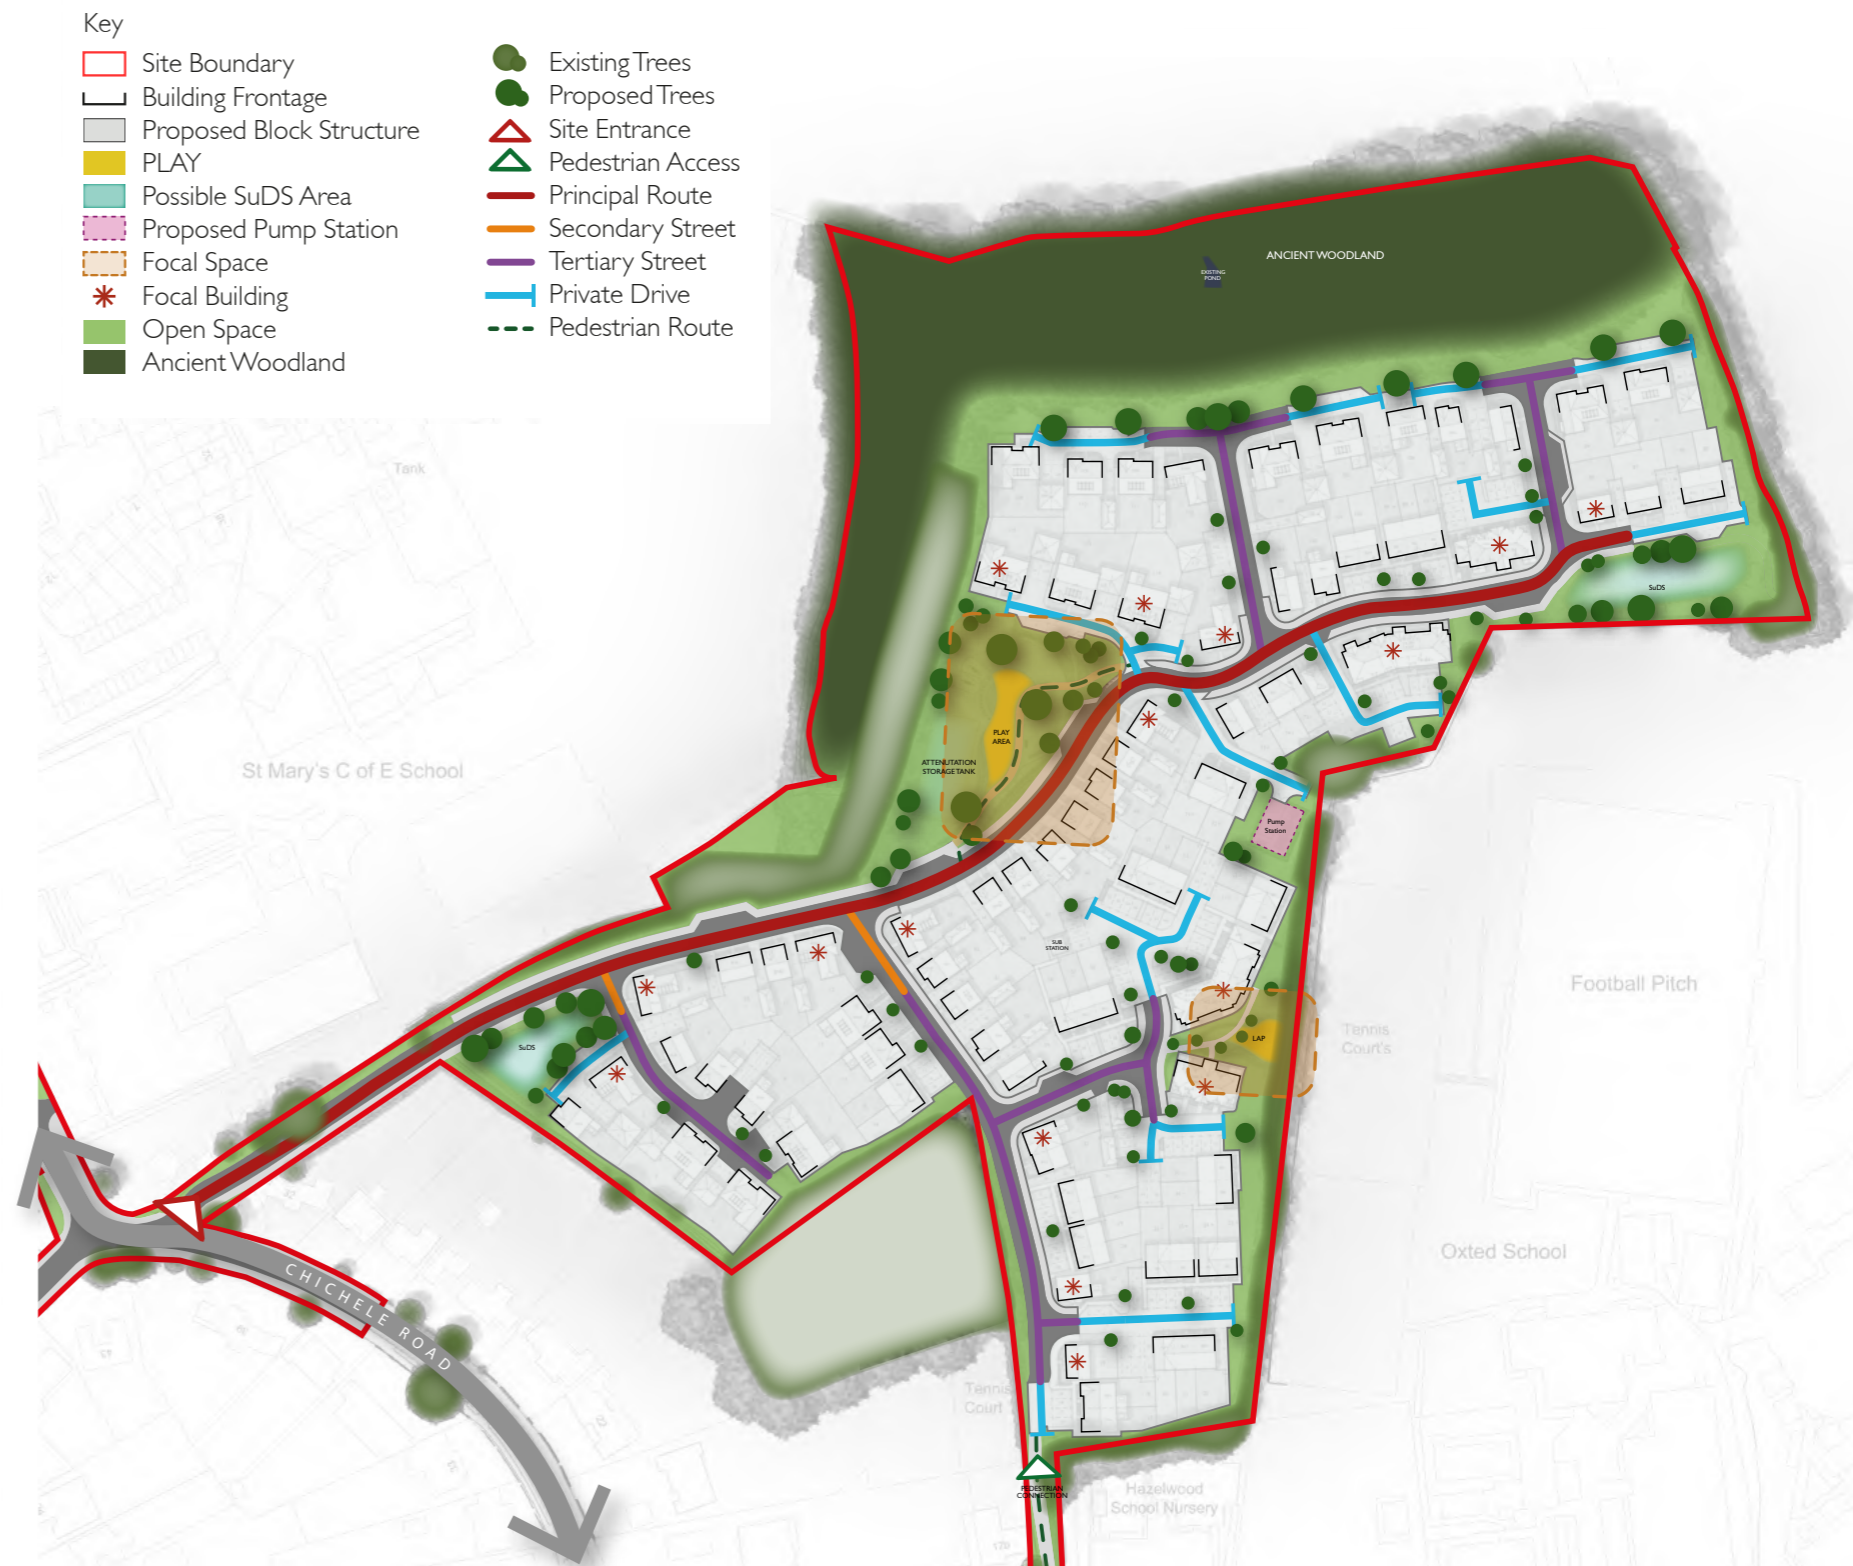 Key
Site Boundary
Building Frontage
Proposed Block Structure
PLAY
Possible SuDS Area
Proposed Pump Station
Focal Space
Focal Building
Open Space
Ancient Woodland
Existing Trees
Proposed Trees
Site Entrance
Pedestrian Access
Principal Route
Secondary Street
Tertiary Street
Private Drive
Pedestrian Route
ANCIENT WOODLAND
EXISTING
POND
Tank
SuDS
PLAY
AREA
ATTENUTATION
STORAGE TANK
St Mary's C of E School
Pump
Station
SUB
STATION
Football Pitch
Tennis
Court's
LAP
SuDS
Oxted School
CHICHELE ROAD
Tennis
Court
PEDESTRIAN
CONNECTION
Hazelwood
School Nursery